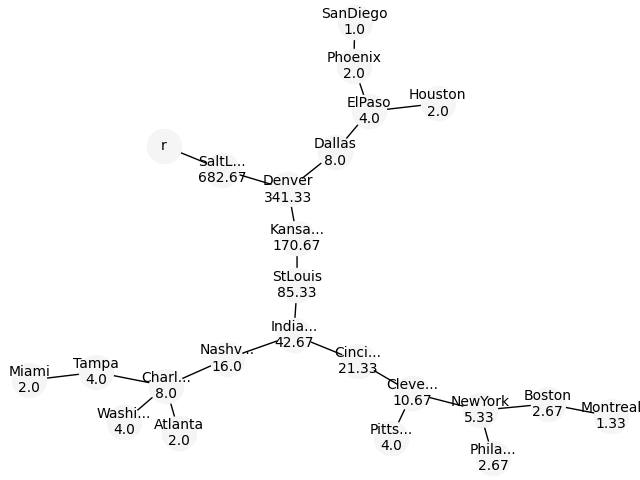 SanDiego
1.0
Phoenix
2.0
ElPaso
4.0
Houston
2.0
Dallas
8.0
r
SaltL...
682.67
Denver
341.33
Kansa...
170.67
StLouis
85.33
India...
42.67
Nashv...
16.0
Cinci...
21.33
Miami
2.0
Tampa
4.0
Charl...
8.0
Cleve...
10.67
NewYork
5.33
Boston
2.67
Montreal
1.33
Washi...
4.0
Atlanta
2.0
Pitts...
4.0
Phila...
2.67